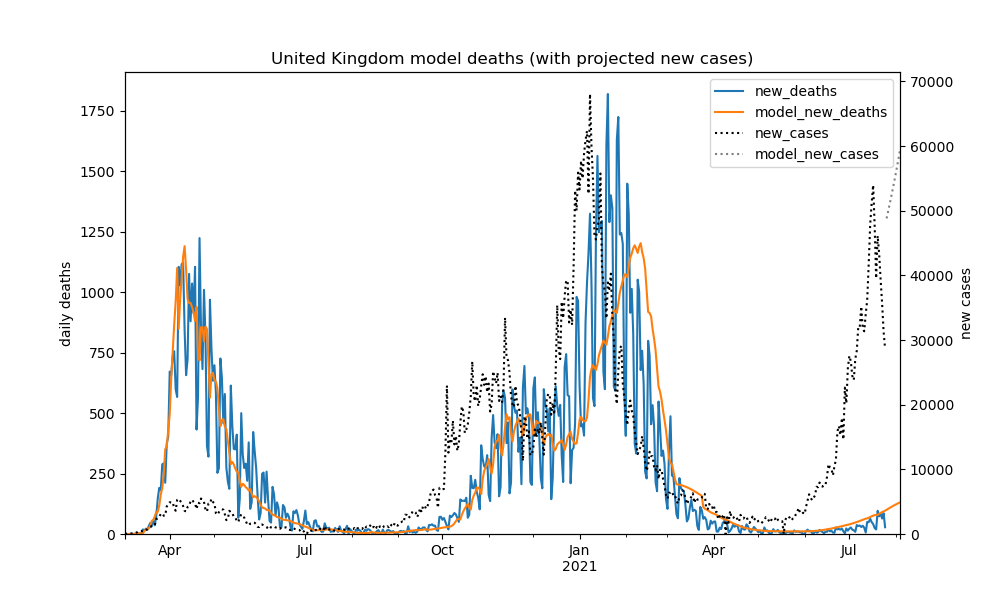 United Kingdom model deaths (with projected new cases)
new_deaths
model_new_deaths
new_cases
model_new_cases
daily deaths
1750
1500
1250
1000
750
500
250
0
70000
60000
50000
40000
30000
20000
10000
0
new cases
Apr Jul Oct Jan Apr Jul
2021